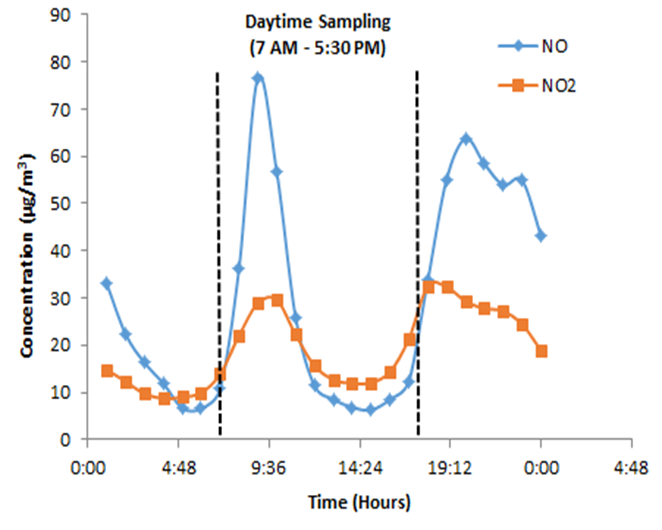 Daytime Sampling
(7 AM - 5:30 PM)
NO
NO2
90
80
70
60
50
40
30
20
10
0
Concentration (µg/m³)
0:00 4:48 9:36 14:24 19:12 0:00 4:48
Time (Hours)